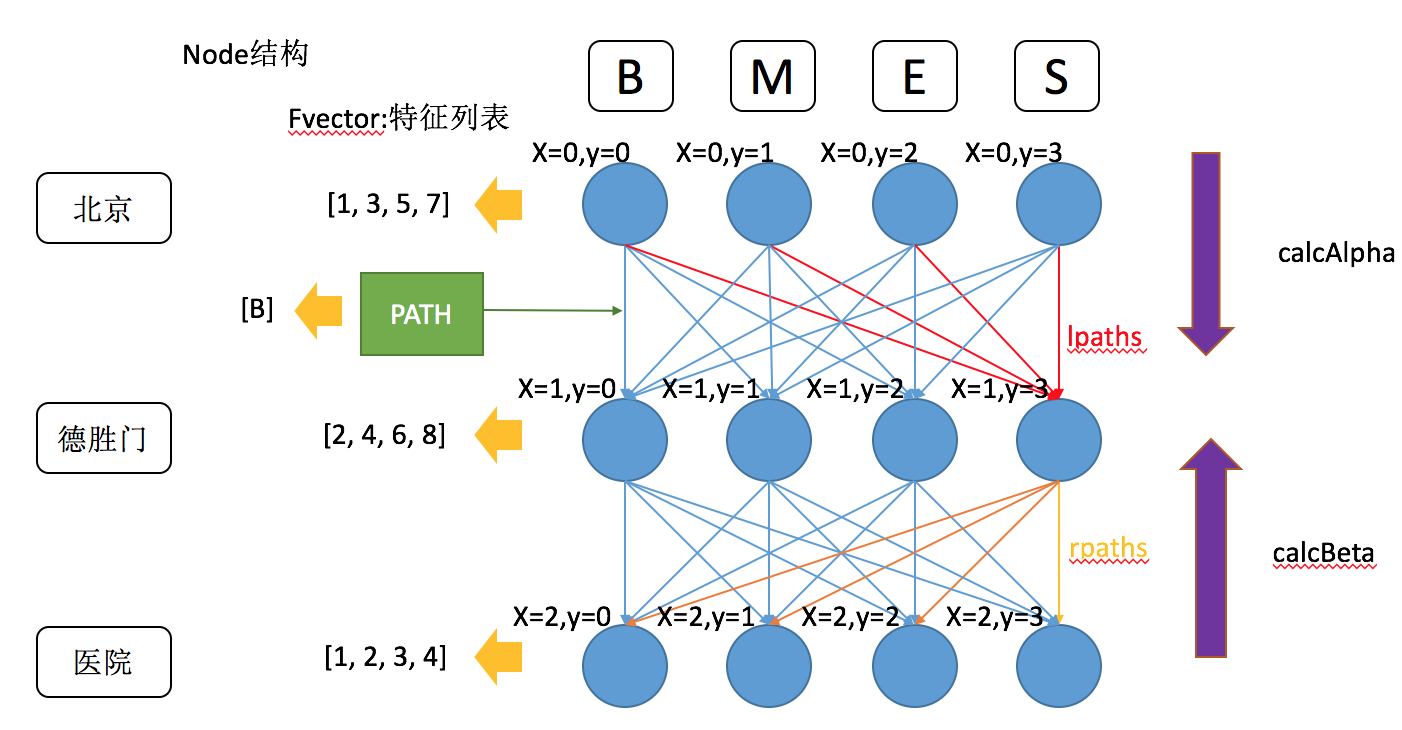 Node结构
B M E S
Fvector:特征列表
X=0,y=0 X=0,y=1 X=0,y=2 X=0,y=3
北京
[1, 3, 5, 7]
calcAlpha
[B]
PATH
lpaths
X=1,y=0 X=1,y=1 X=1,y=2 X=1,y=3
德胜门
[2, 4, 6, 8]
rpaths
calcBeta
X=2,y=0 X=2,y=1 X=2,y=2 X=2,y=3
医院
[1, 2, 3, 4]